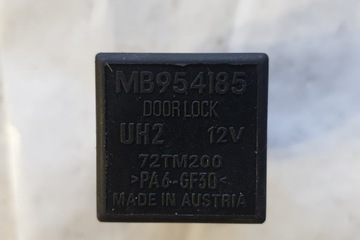 MB954185
DOOR LOCK
UH2 12V
72TM200
>PA6-GF30<
MADE IN AUSTRIA